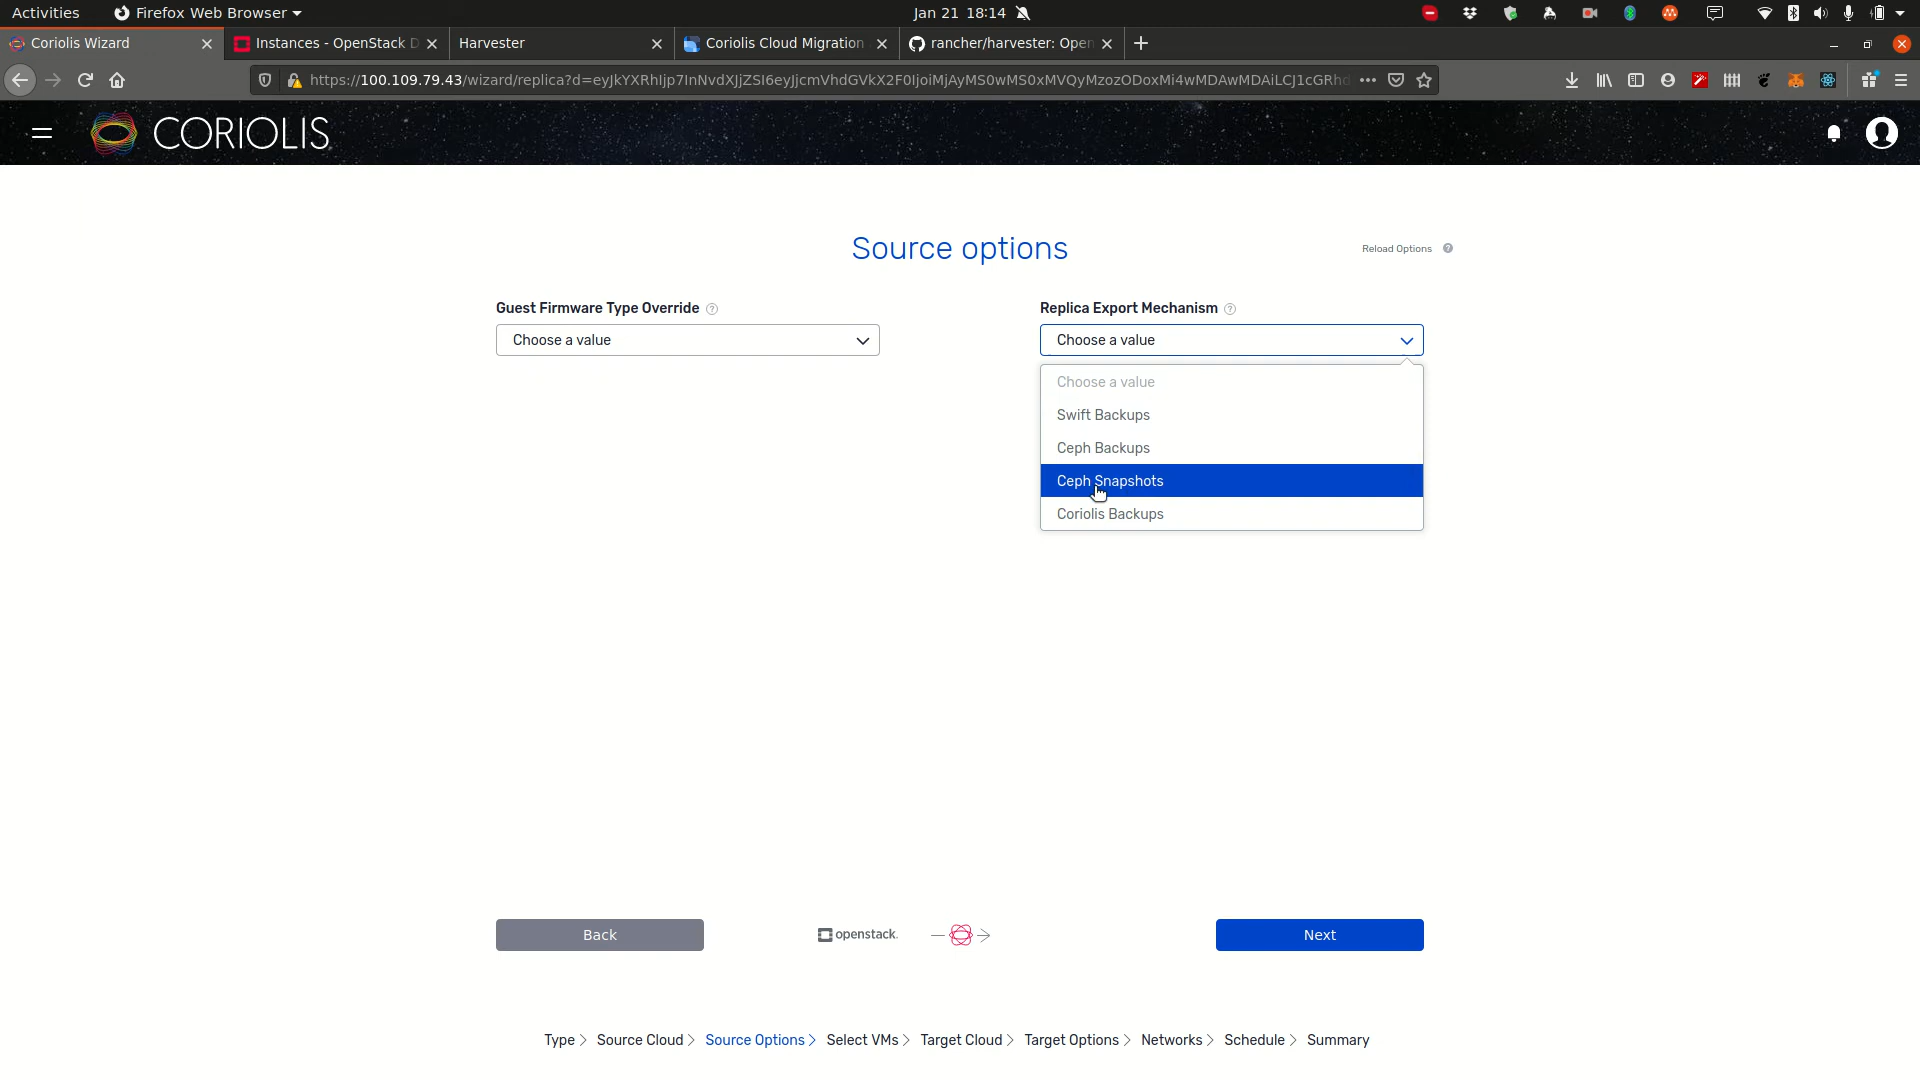 Activities
Firefox Web Browser
Jan 21 18:14
Coriolis Wizard
Instances - OpenStack D
Harvester
Coriolis Cloud Migration
rancher/harvester: Open
https://100.109.79.43/wizard/replica?d=
CORIOLIS
Source options
Reload Options
Guest Firmware Type Override
Choose a value
Replica Export Mechanism
Choose a value
Choose a value
Swift Backups
Ceph Backups
Ceph Snapshots
Coriolis Backups
Back
openstack.
Next
Type
Source Cloud
Source Options
Select VMs
Target Cloud
Target Options
Networks
Schedule
Summary